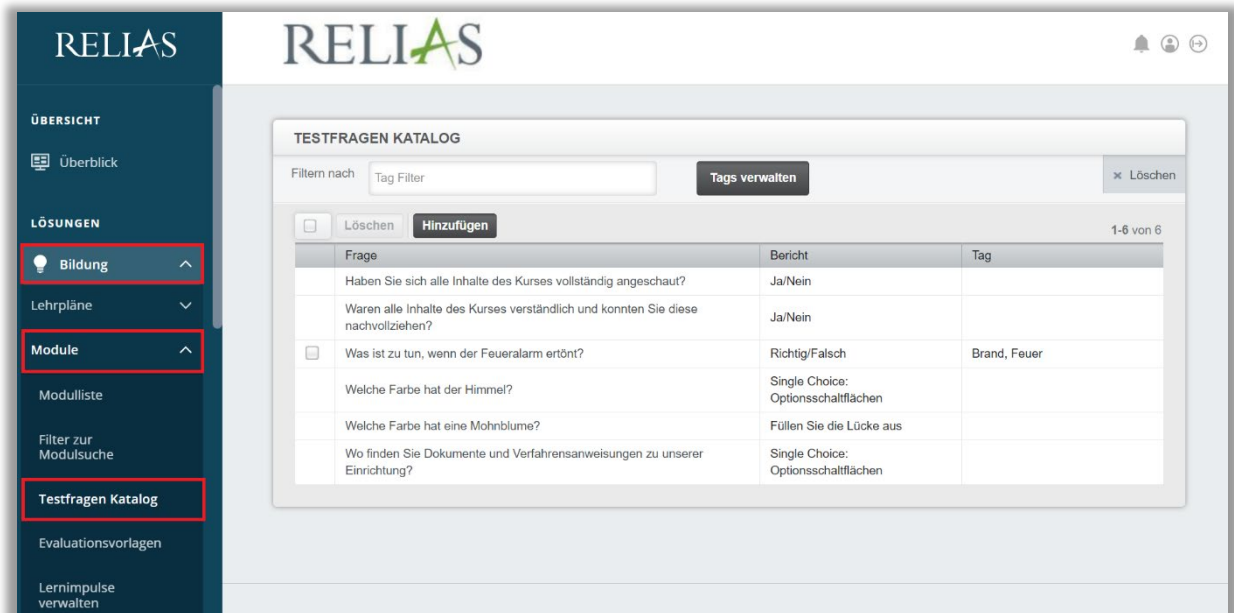 RELIAS
RELIAS
ÜBERSICHT
Überblick
LÖSUNGEN
Bildung
Lehrpläne
Module
Modulliste
Filter zur
Modulsuche
Testfragen Katalog
Evaluationsvorlagen
Lernimpulse
verwalten
TESTFRAGEN KATALOG
Filtern nach Tag Filter Tags verwalten × Löschen
Löschen Hinzufügen 1-6 von 6
Frage Bericht Tag
Haben Sie sich alle Inhalte des Kurses vollständig angeschaut? Ja/Nein
Waren alle Inhalte des Kurses verständlich und konnten Sie diese
nachvollziehen? Ja/Nein
Was ist zu tun, wenn der Feueralarm ertönt? Richtig/Falsch Brand, Feuer
Welche Farbe hat der Himmel? Single Choice:
Optionsschaltflächen
Welche Farbe hat eine Mohnblume? Füllen Sie die Lücke aus
Wo finden Sie Dokumente und Verfahrensanweisungen zu unserer Single Choice:
Einrichtung? Optionsschaltflächen